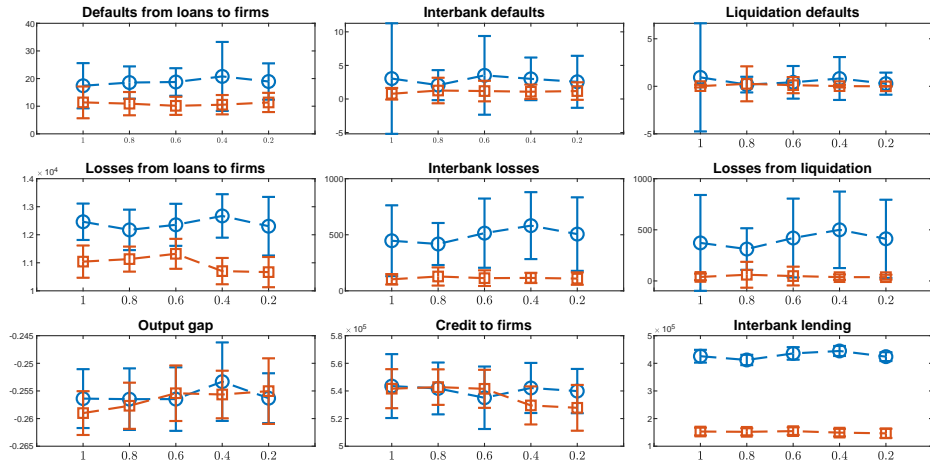 Defaults from loans to firms
40
30
20
10
0
1 0.8 0.6 0.4 0.2
Interbank defaults
10
5
0
-5
1 0.8 0.6 0.4 0.2
Liquidation defaults
5
0
-5
1 0.8 0.6 0.4 0.2
Losses from loans to firms
× 10⁴
1.4
1.3
1.2
1.1
1
1 0.8 0.6 0.4 0.2
Interbank losses
1000
500
0
1 0.8 0.6 0.4 0.2
Losses from liquidation
1000
500
0
1 0.8 0.6 0.4 0.2
Output gap
-0.245
-0.25
-0.255
-0.26
-0.265
1 0.8 0.6 0.4 0.2
Credit to firms
× 10⁵
5.8
5.6
5.4
5.2
5
1 0.8 0.6 0.4 0.2
Interbank lending
× 10⁵
5
4
3
2
1
1 0.8 0.6 0.4 0.2